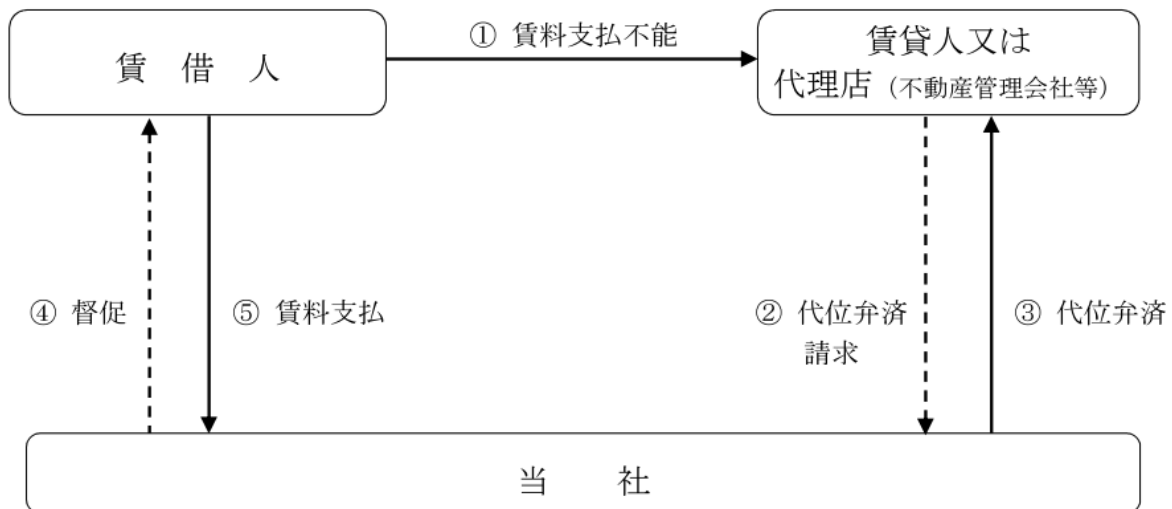 ① 賃料支払不能
賃 借 人
賃貸人又は
代理店（不動産管理会社等）
④ 督促
⑤ 賃料支払
② 代位弁済
請求
③ 代位弁済
当 社